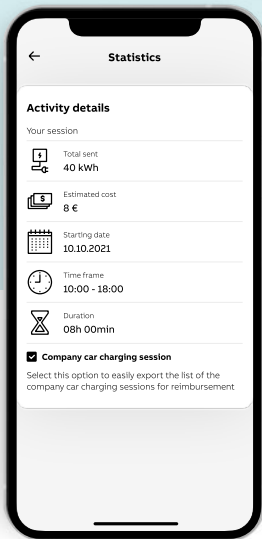 Statistics
Activity details
Your session
Total sent
40 kWh
Estimated cost
8 €
Starting date
10.10.2021
Time frame
10:00 - 18:00
Duration
08h 00min
Company car charging session
Select this option to easily export the list of the
company car charging sessions for reimbursement